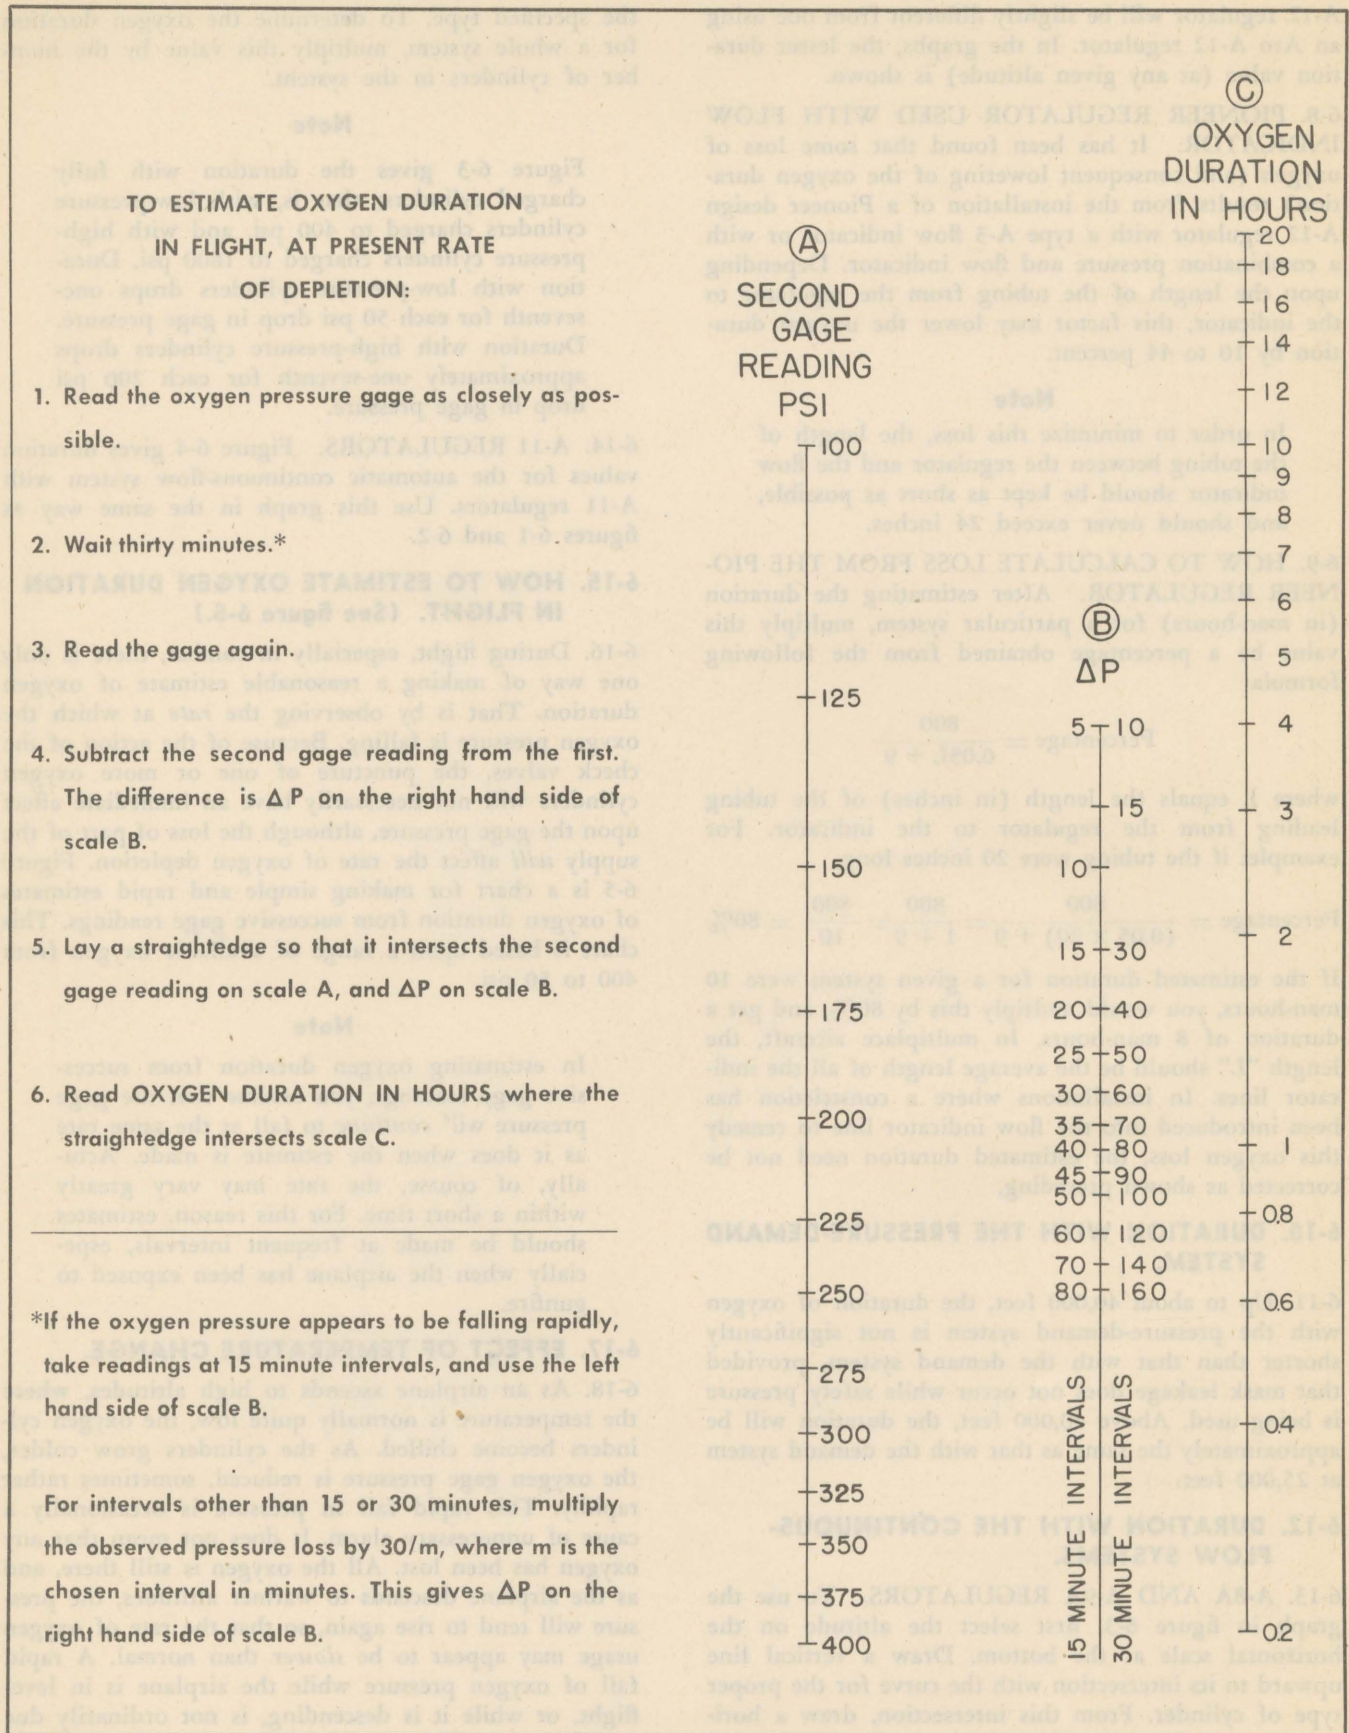 TO ESTIMATE OXYGEN DURATION
IN FLIGHT, AT PRESENT RATE
OF DEPLETION:
1. Read the oxygen pressure gage as closely as pos-
sible.
2. Wait thirty minutes.*
3. Read the gage again.
4. Subtract the second gage reading from the first.
The difference is ΔP on the right hand side of
scale B.
5. Lay a straightedge so that it intersects the second
gage reading on scale A, and ΔP on scale B.
6. Read OXYGEN DURATION IN HOURS where the
straightedge intersects scale C.
*If the oxygen pressure appears to be falling rapidly,
take readings at 15 minute intervals, and use the left
hand side of scale B.
For intervals other than 15 or 30 minutes, multiply
the observed pressure loss by 30/m, where m is the
chosen interval in minutes. This gives ΔP on the
right hand side of scale B.
A
SECOND
GAGE
READING
PSI
100
125
150
175
200
225
250
275
300
325
350
375
400
B
ΔP
5 10
15
10
15 30
20 40
25 50
30 60
35 70
40 80
45 90
50 100
60 120
70 140
80 160
15 MINUTE INTERVALS
30 MINUTE INTERVALS
C
OXYGEN
DURATION
IN HOURS
20
18
16
14
12
10
9
8
7
6
5
4
3
2
1
0.8
0.6
0.4
0.2